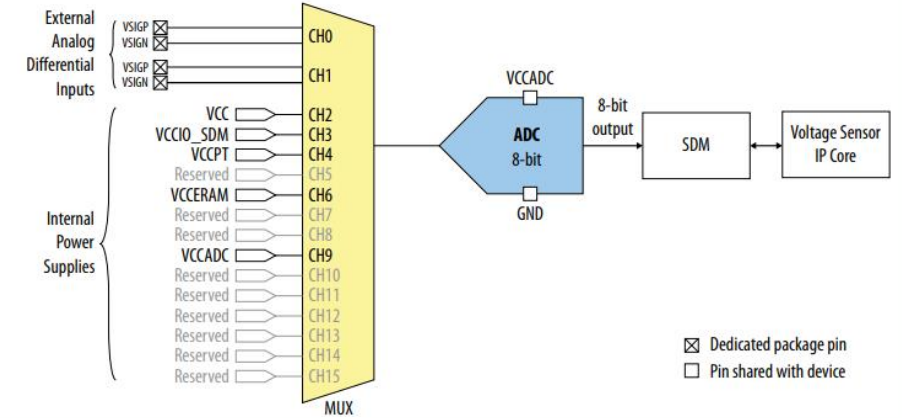 External
Analog
Differential
Inputs
VSIGP
VSIGN
VSIGP
VSIGN
CH0
CH1
Internal
Power
Supplies
VCC CH2
VCCIO_SDM CH3
VCCPT CH4
Reserved CH5
VCCERAM CH6
Reserved CH7
Reserved CH8
VCCADC CH9
Reserved CH10
Reserved CH11
Reserved CH12
Reserved CH13
Reserved CH14
Reserved CH15
MUX
VCCADC
ADC
8-bit
GND
8-bit
output
SDM
Voltage Sensor
IP Core
Dedicated package pin
Pin shared with device